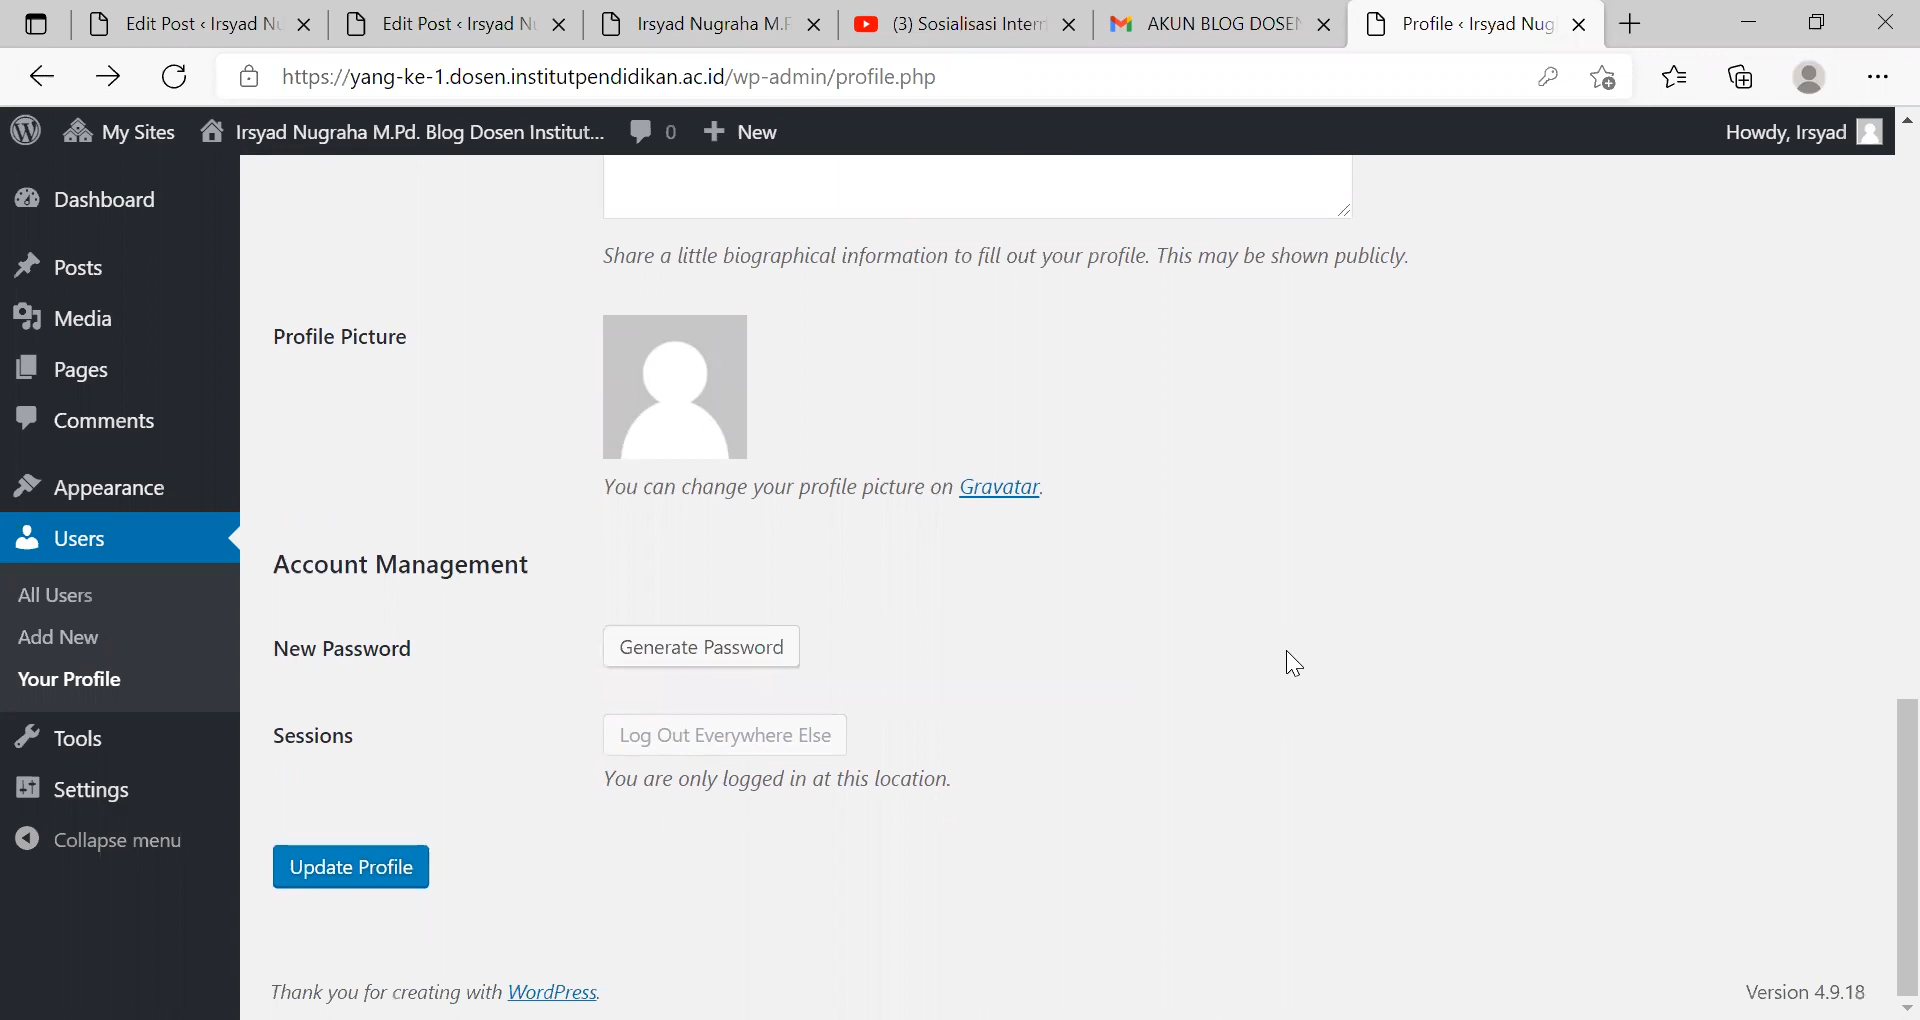 Edit Post ‹ Irsyad Nu
Edit Post ‹ Irsyad Nu
Irsyad Nugraha M.P
(3) Sosialisasi Intern
AKUN BLOG DOSEN
Profile ‹ Irsyad Nug
https://yang-ke-1.dosen.institutpendidikan.ac.id/wp-admin/profile.php
My Sites
Irsyad Nugraha M.Pd. Blog Dosen Institut...
0
New
Howdy, Irsyad
Dashboard
Posts
Media
Pages
Comments
Appearance
Users
All Users
Add New
Your Profile
Tools
Settings
Collapse menu
Share a little biographical information to fill out your profile. This may be shown publicly.
Profile Picture
You can change your profile picture on Gravatar.
Account Management
New Password
Generate Password
Sessions
Log Out Everywhere Else
You are only logged in at this location.
Update Profile
Thank you for creating with WordPress.
Version 4.9.18